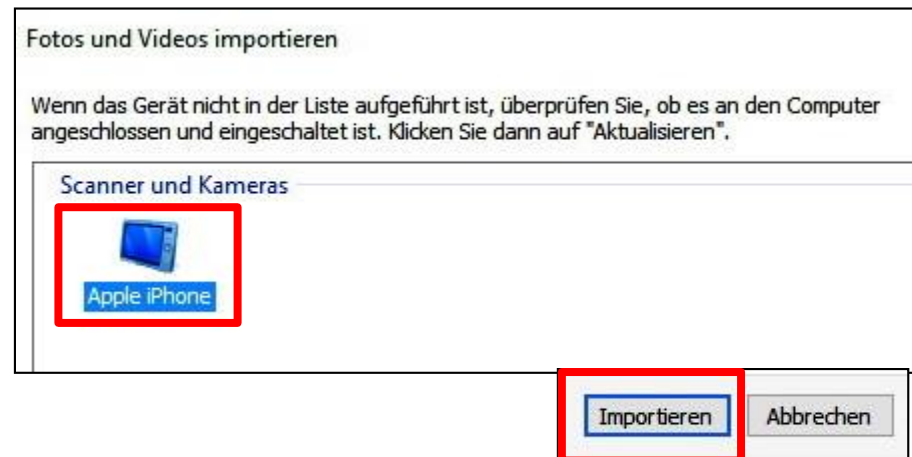 Fotos und Videos importieren
Wenn das Gerät nicht in der Liste aufgeführt ist, überprüfen Sie, ob es an den Computer
angeschlossen und eingeschaltet ist. Klicken Sie dann auf "Aktualisieren".
Scanner und Kameras
Apple iPhone
Importieren Abbrechen